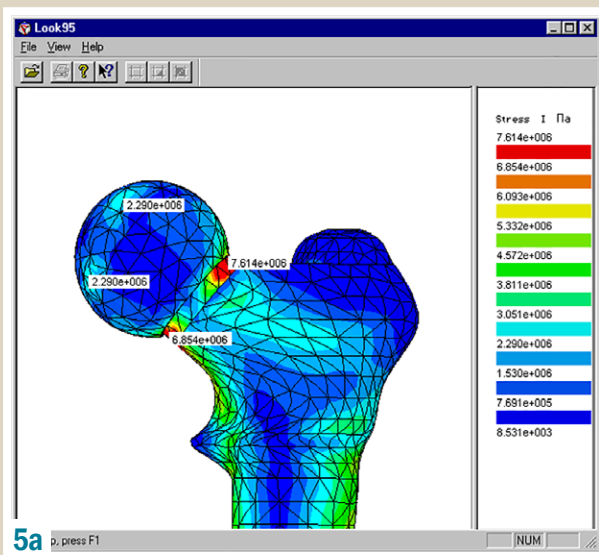 Look95
File View Help
2.290e+006
7.614e+006
2.290e+006
6.854e+006
Stress I Па
7.614e+006
6.854e+006
6.093e+006
5.332e+006
4.572e+006
3.811e+006
3.051e+006
2.290e+006
1.530e+006
7.691e+005
8.531e+003
5a
p, press F1
NUM